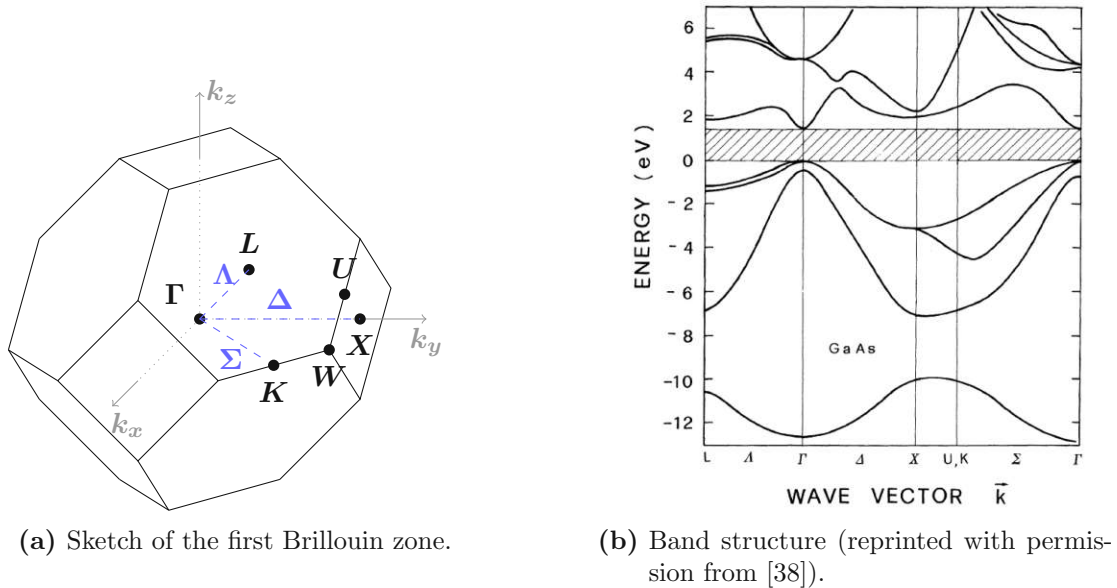 k_z
L
U
Λ
Γ
Δ
X
k_y
Σ
W
K
k_x
(a) Sketch of the first Brillouin zone.
ENERGY (eV)
6
4
2
0
- 2
- 4
- 6
- 8
-10
-12
GaAs
L Λ Γ Δ X U,K Σ Γ
WAVE VECTOR k⃗
(b) Band structure (reprinted with permis-
sion from [38]).